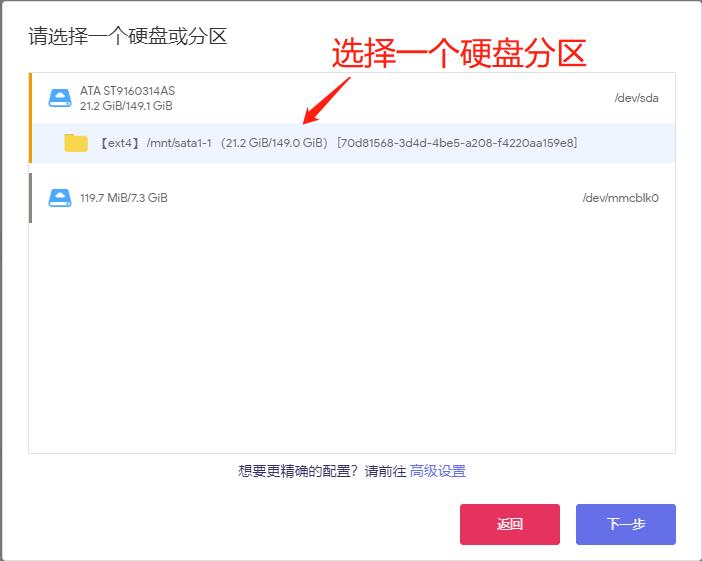 请选择一个硬盘或分区
选择一个硬盘分区
ATA ST9160314AS
21.2 GiB/149.1 GiB
/dev/sda
【ext4】 /mnt/sata1-1 （21.2 GiB/149.0 GiB） [70d81568-3d4d-4be5-a208-f4220aa159e8]
119.7 MiB/7.3 GiB
/dev/mmcblk0
想要更精确的配置？请前往 高级设置
返回
下一步